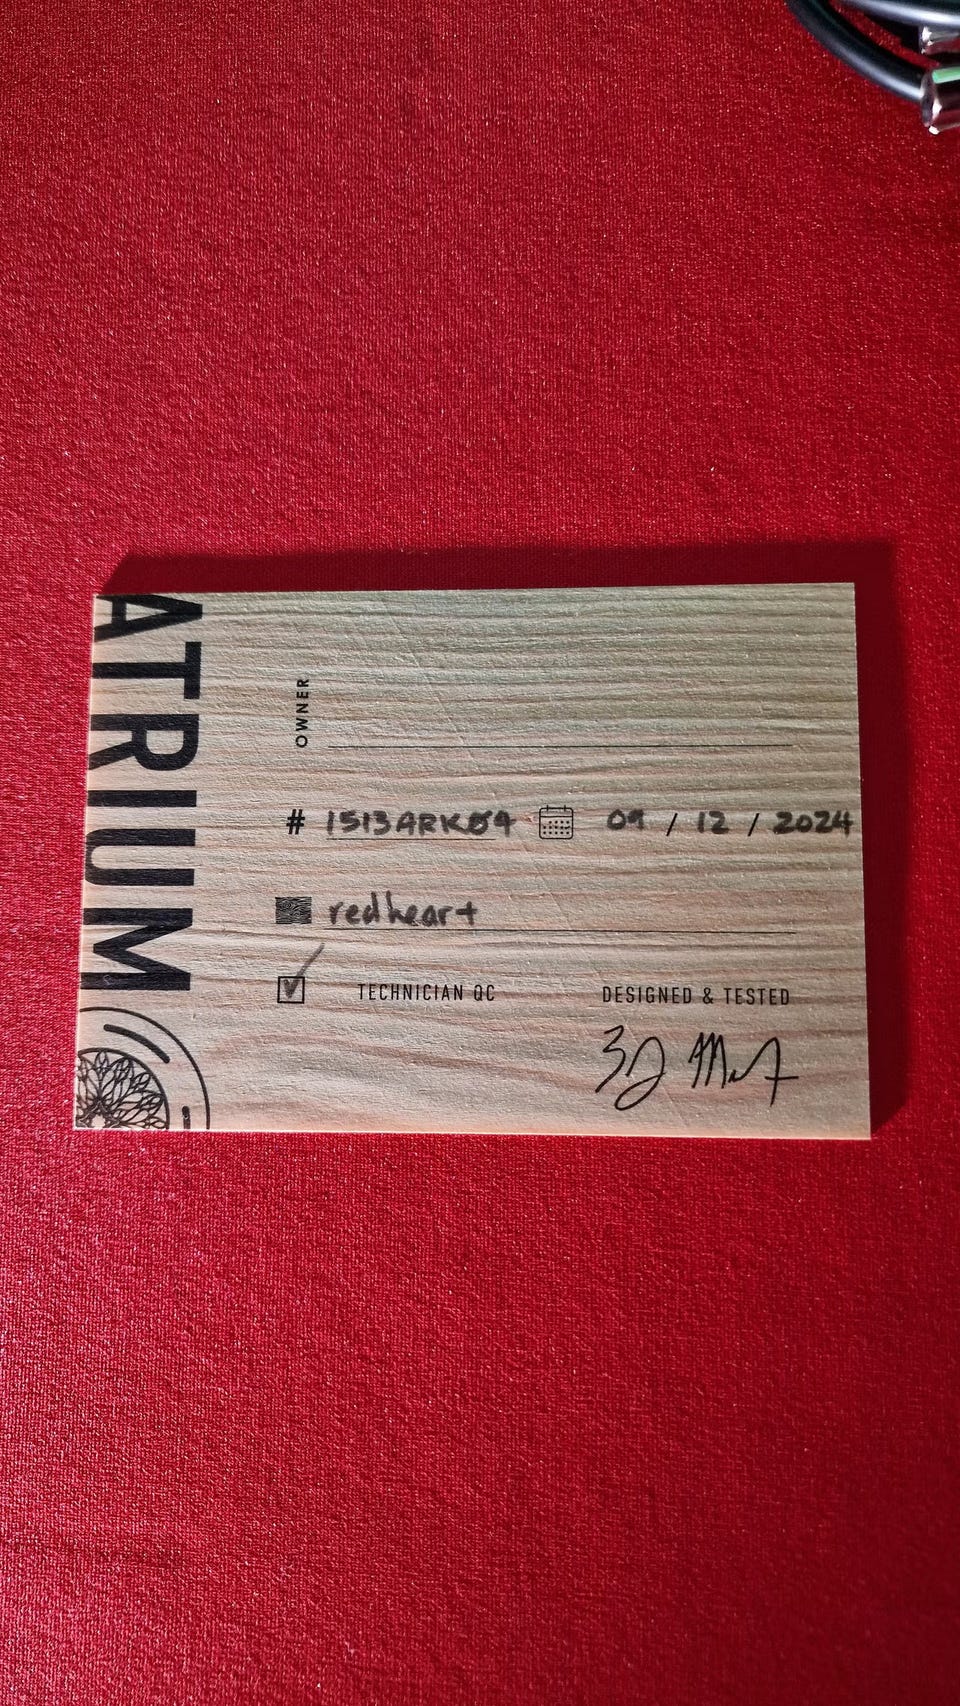 ATRIUM
OWNER
# 1513ARK04 09 / 12 / 2024
redheart
TECHNICIAN QC DESIGNED & TESTED